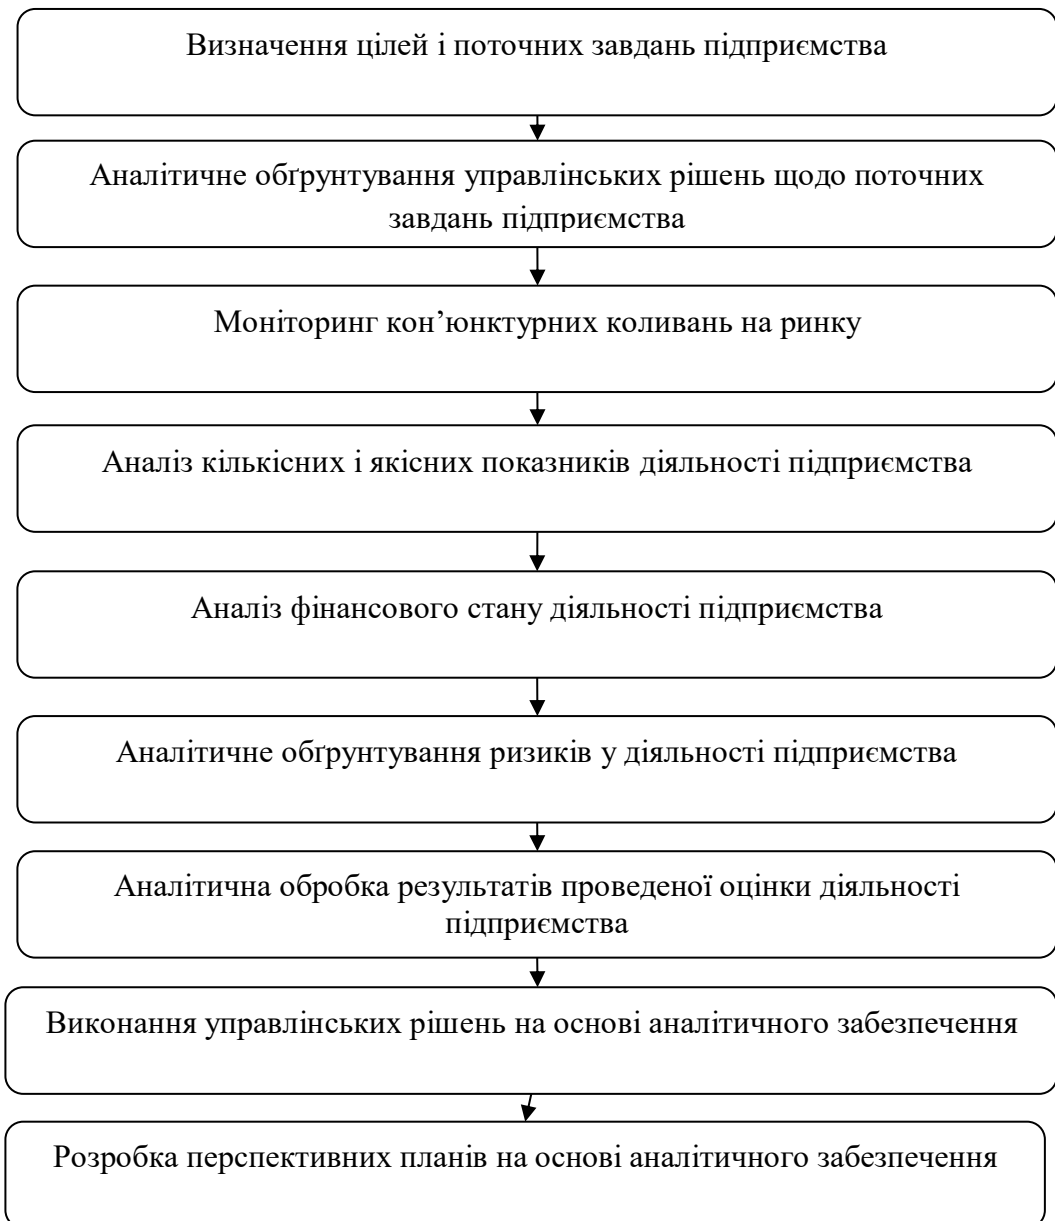 Визначення цілей і поточних завдань підприємства
Аналітичне обґрунтування управлінських рішень щодо поточних
завдань підприємства
Моніторинг кон’юнктурних коливань на ринку
Аналіз кількісних і якісних показників діяльності підприємства
Аналіз фінансового стану діяльності підприємства
Аналітичне обґрунтування ризиків у діяльності підприємства
Аналітична обробка результатів проведеної оцінки діяльності
підприємства
Виконання управлінських рішень на основі аналітичного забезпечення
Розробка перспективних планів на основі аналітичного забезпечення